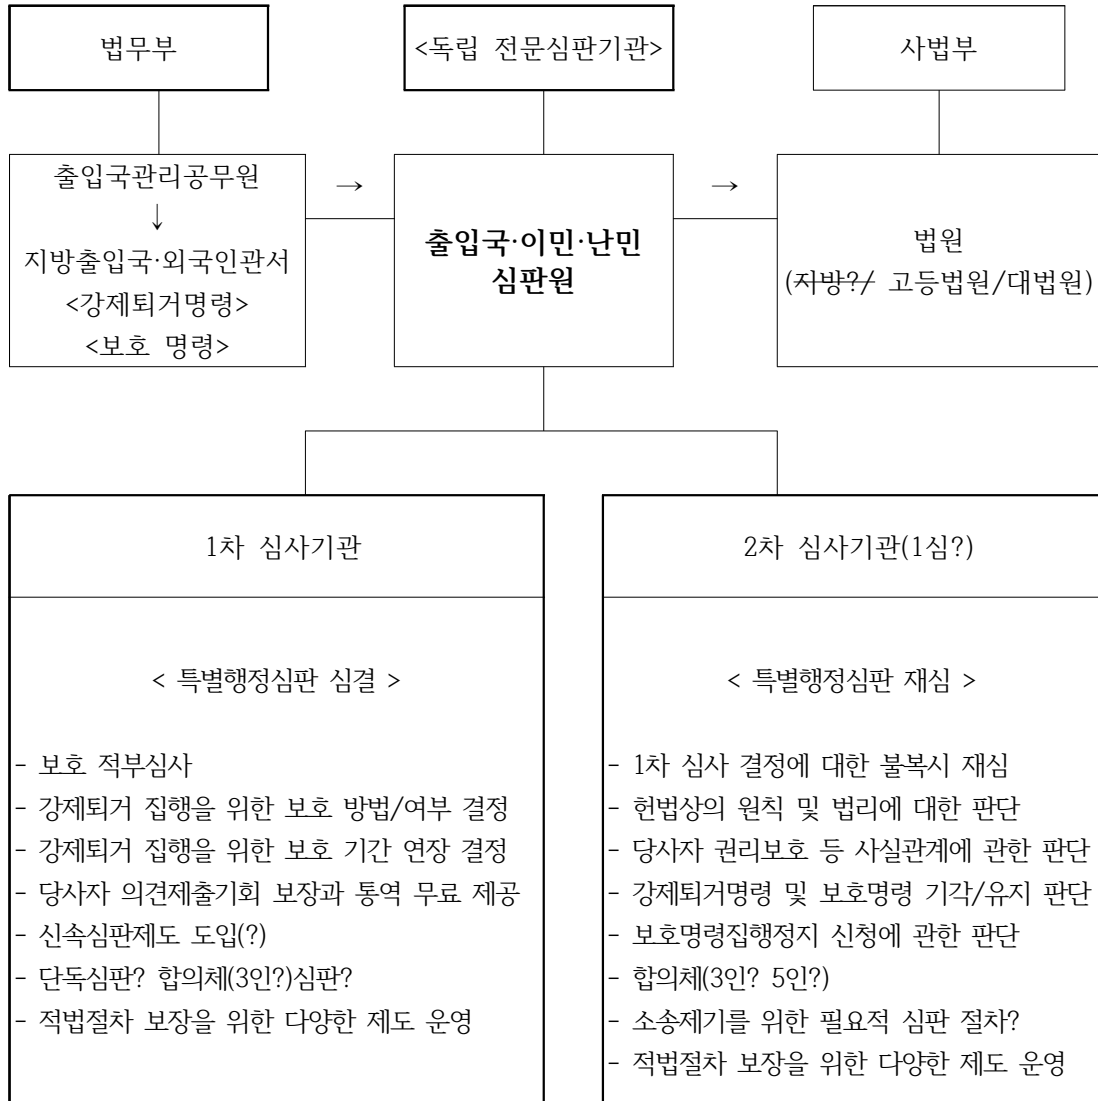 법무부
<독립 전문심판기관>
사법부
출입국관리공무원
↓
지방출입국·외국인관서
<강제퇴거명령>
<보호 명령>
→
출입국·이민·난민
심판원
→
법원
(지방?/ 고등법원/대법원)
1차 심사기관
< 특별행정심판 심결 >
- 보호 적부심사
- 강제퇴거 집행을 위한 보호 방법/여부 결정
- 강제퇴거 집행을 위한 보호 기간 연장 결정
- 당사자 의견제출기회 보장과 통역 무료 제공
- 신속심판제도 도입(?)
- 단독심판? 합의체(3인?)심판?
- 적법절차 보장을 위한 다양한 제도 운영
2차 심사기관(1심?)
< 특별행정심판 재심 >
- 1차 심사 결정에 대한 불복시 재심
- 헌법상의 원칙 및 법리에 대한 판단
- 당사자 권리보호 등 사실관계에 관한 판단
- 강제퇴거명령 및 보호명령 기각/유지 판단
- 보호명령집행정지 신청에 관한 판단
- 합의체(3인? 5인?)
- 소송제기를 위한 필요적 심판 절차?
- 적법절차 보장을 위한 다양한 제도 운영